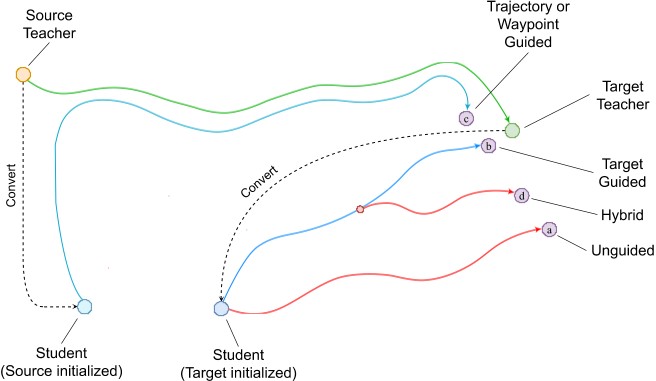 Source
Teacher
Trajectory or
Waypoint
Guided
Target
Teacher
c
b
Convert
Convert
Target
Guided
d
Hybrid
a
Unguided
Student
(Source initialized)
Student
(Target initialized)